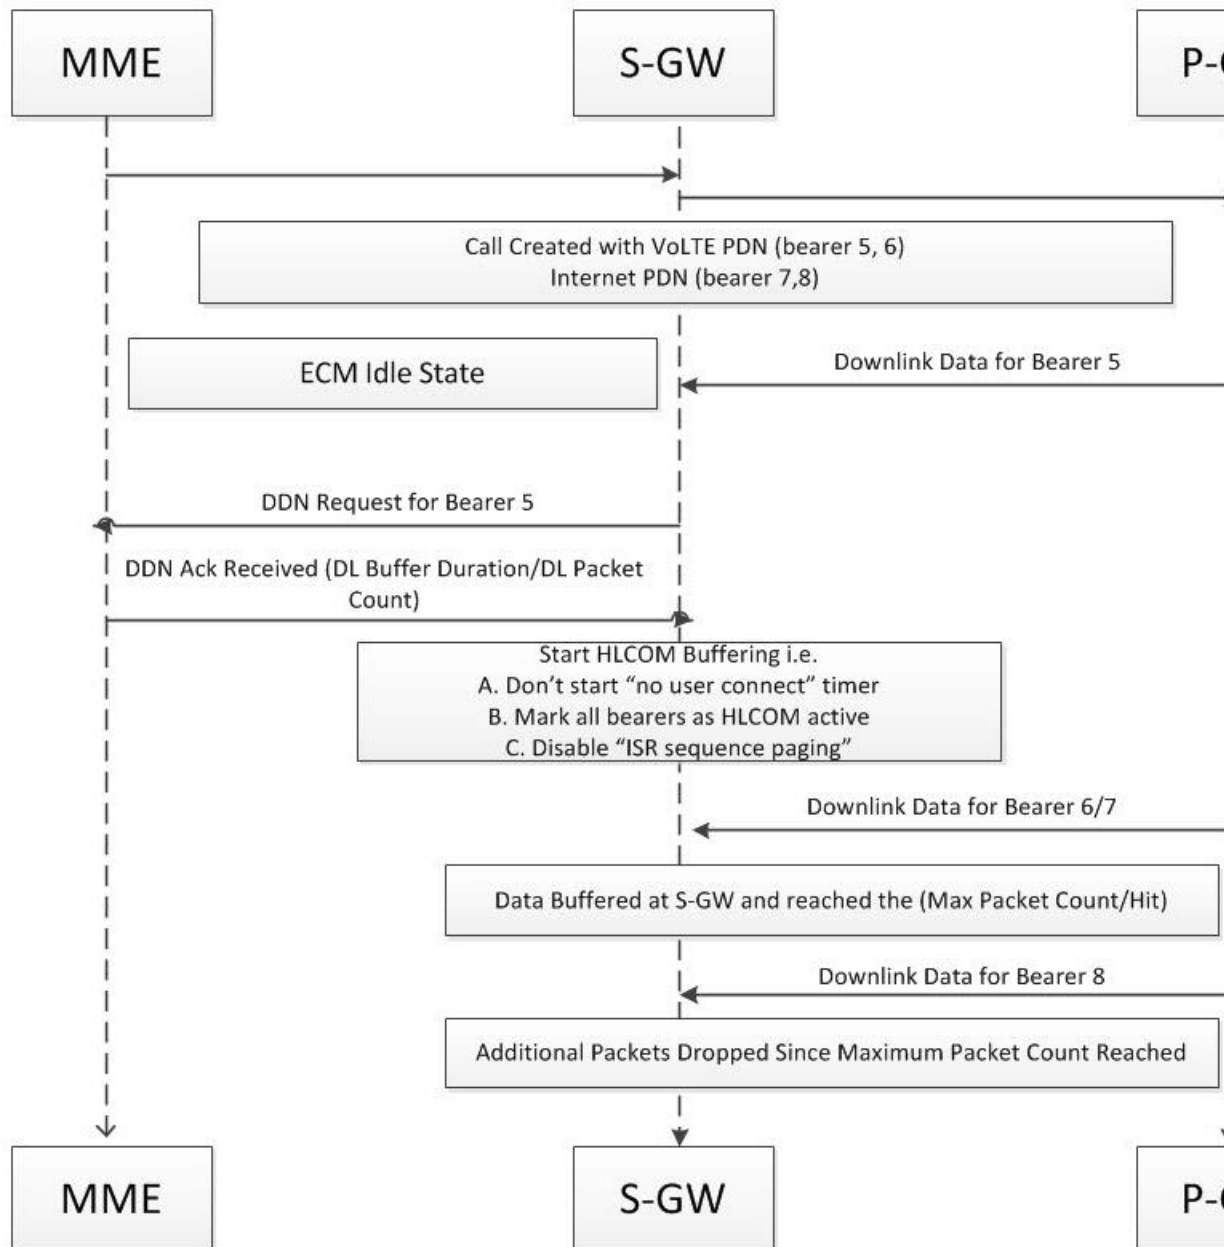 MME
S-GW
P-
Call Created with VoLTE PDN (bearer 5, 6)
Internet PDN (bearer 7,8)
ECM Idle State
Downlink Data for Bearer 5
DDN Request for Bearer 5
DDN Ack Received (DL Buffer Duration/DL Packet
Count)
Start HLCOM Buffering i.e.
A. Don’t start “no user connect” timer
B. Mark all bearers as HLCOM active
C. Disable “ISR sequence paging”
Downlink Data for Bearer 6/7
Data Buffered at S-GW and reached the (Max Packet Count/Hit)
Downlink Data for Bearer 8
Additional Packets Dropped Since Maximum Packet Count Reached
MME
S-GW
P-